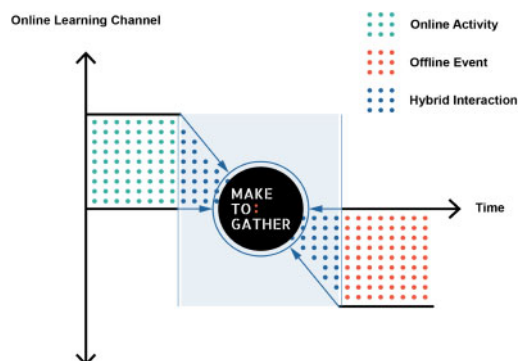 Online Learning Channel
Online Activity
Offline Event
Hybrid Interaction
MAKE
TO:
GATHER
Time